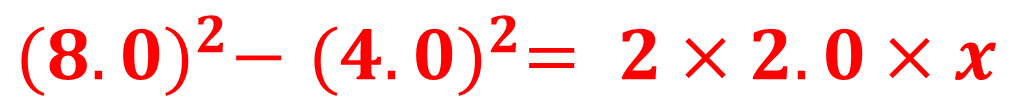 (8.0)²− (4.0)²= 2 × 2.0 × x